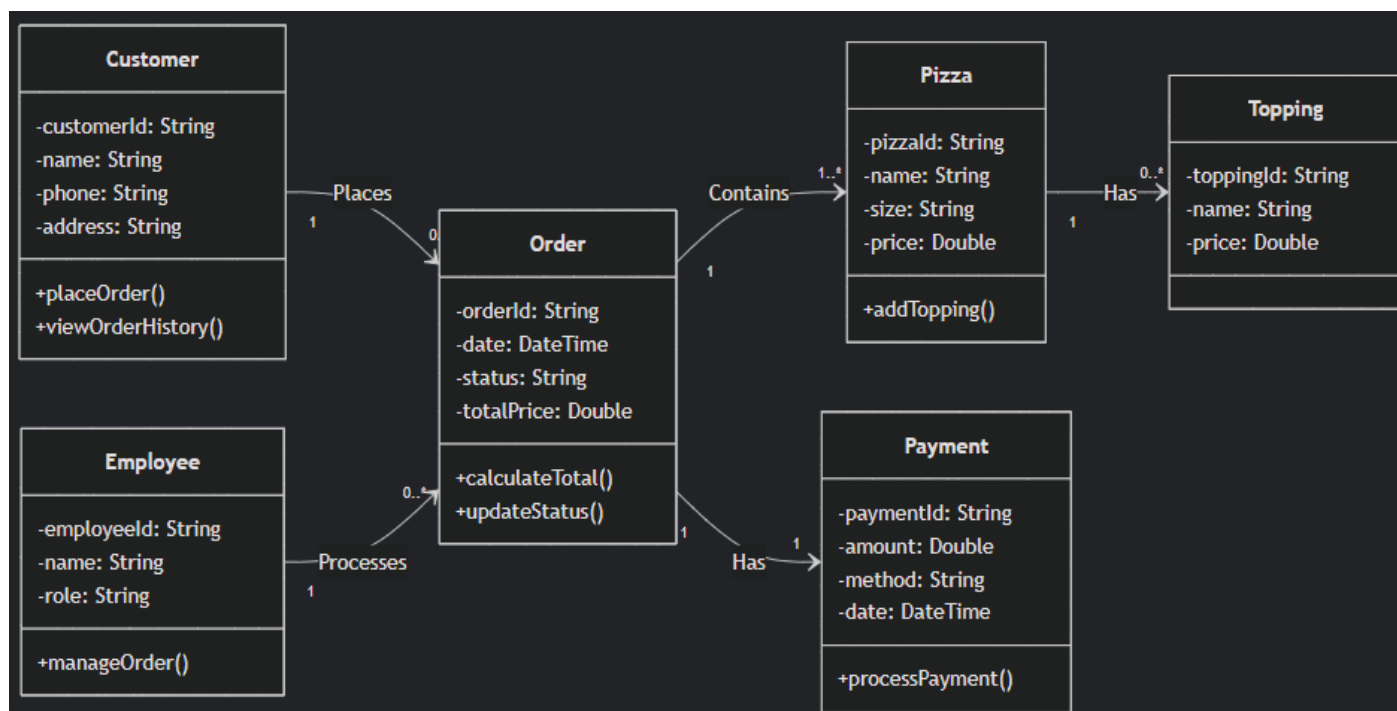 Customer
-customerId: String
-name: String
-phone: String
-address: String
+placeOrder()
+viewOrderHistory()
Places
1
0.
Employee
-employeeId: String
-name: String
-role: String
+manageOrder()
Processes
1
0..*
Order
-orderId: String
-date: DateTime
-status: String
-totalPrice: Double
+calculateTotal()
+updateStatus()
Contains
1
1..*
Pizza
-pizzaId: String
-name: String
-size: String
-price: Double
+addTopping()
Has
1
0..*
Topping
-toppingId: String
-name: String
-price: Double
Has
1
1
Payment
-paymentId: String
-amount: Double
-method: String
-date: DateTime
+processPayment()